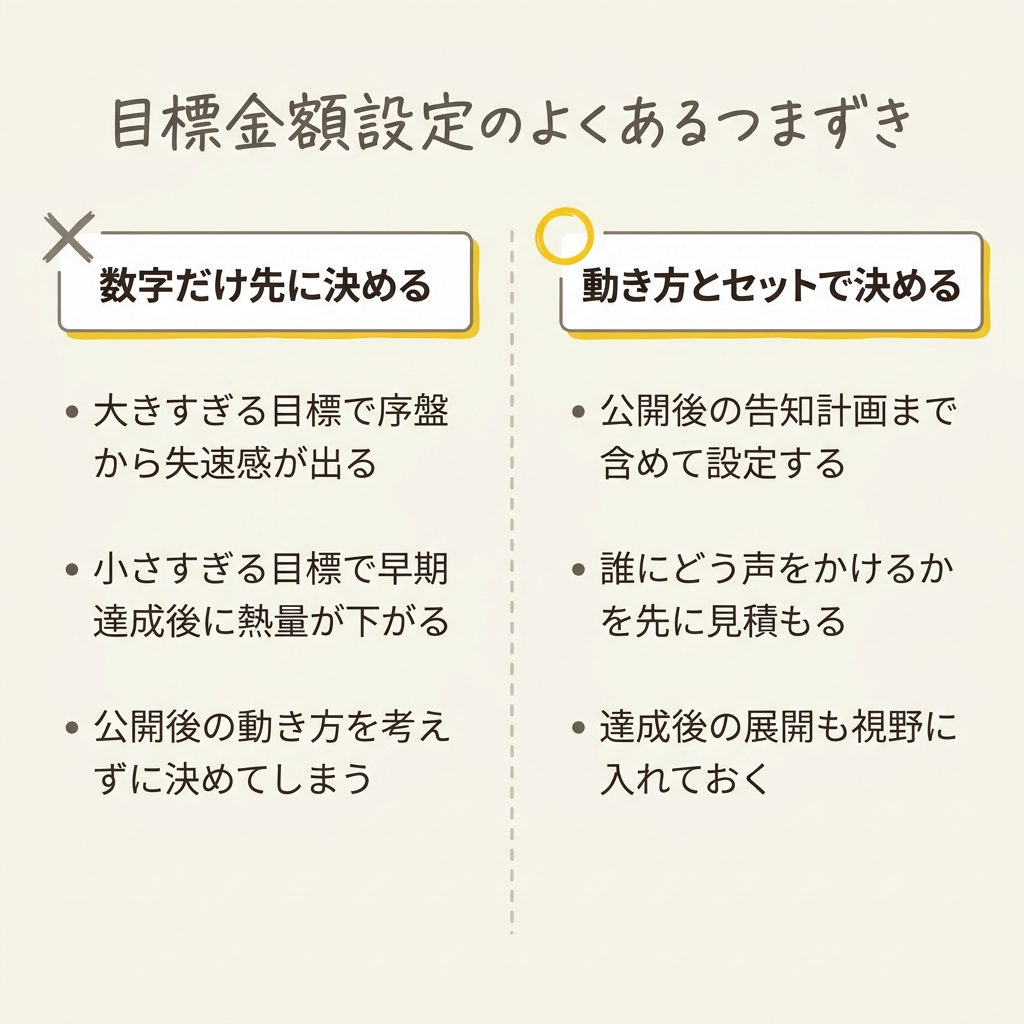 目標金額設定のよくあるつまずき
数字だけ先に決める
・大きすぎる目標で序盤
から失速感が出る
・小さすぎる目標で早期
達成後に熱量が下がる
・公開後の動き方を考え
ずに決めてしまう
動き方とセットで決める
・公開後の告知計画まで
含めて設定する
・誰にどう声をかけるか
を先に見積もる
・達成後の展開も視野に
入れておく